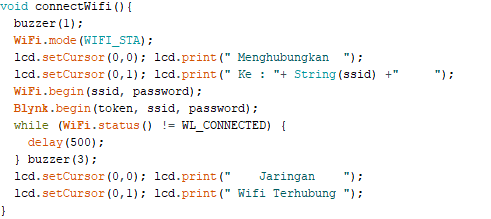 void connectWifi(){
  buzzer(1);
  WiFi.mode(WIFI_STA);
  lcd.setCursor(0,0); lcd.print(" Menghubungkan  ");
  lcd.setCursor(0,1); lcd.print(" Ke : "+ String(ssid) +"     ");
  WiFi.begin(ssid, password);
  Blynk.begin(token, ssid, password);
  while (WiFi.status() != WL_CONNECTED) {
    delay(500);
  } buzzer(3);
  lcd.setCursor(0,0); lcd.print("    Jaringan    ");
  lcd.setCursor(0,1); lcd.print(" Wifi Terhubung ");
}